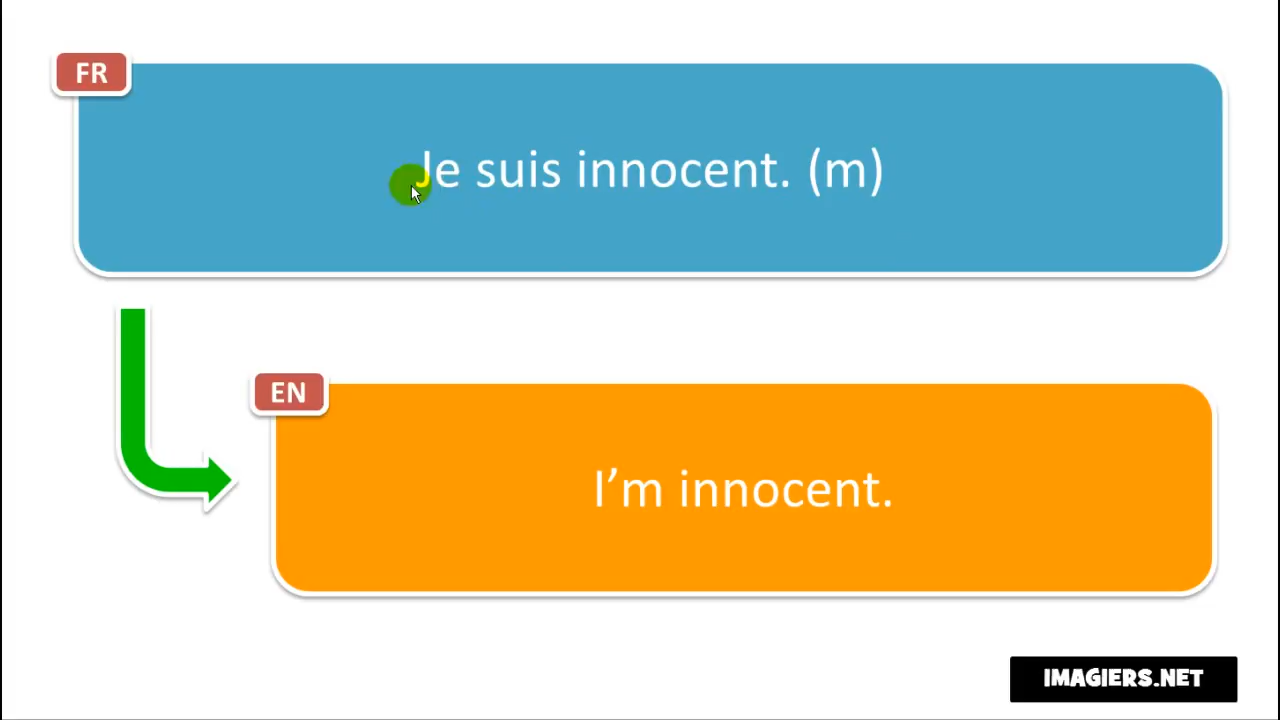 FR
Je suis innocent. (m)
EN
I’m innocent.
IMAGIERS.NET